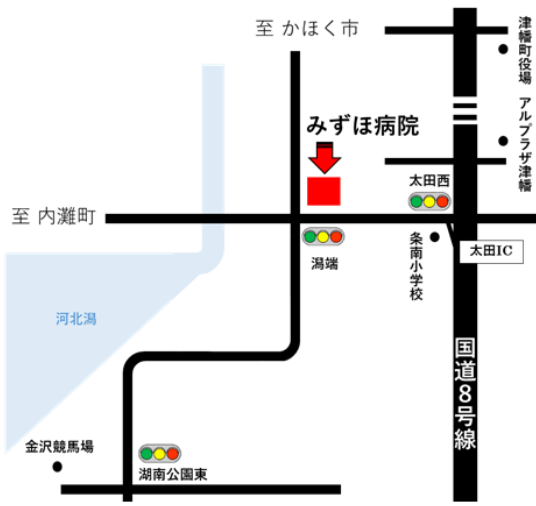 至 かほく市
津幡町役場
みずほ病院
アルプラザ津幡
太田西
至 内灘町
潟端
条南小学校
太田IC
河北潟
国道8号線
金沢競馬場
湖南公園東